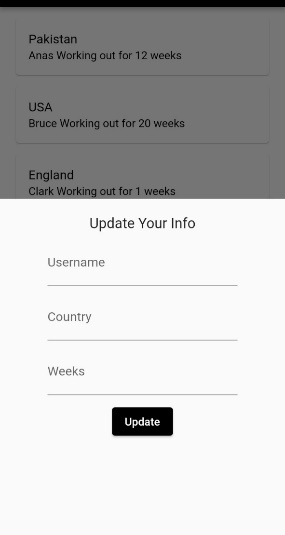 Pakistan
Anas Working out for 12 weeks
USA
Bruce Working out for 20 weeks
England
Clark Working out for 1 weeks
Update Your Info
Username
Country
Weeks
Update